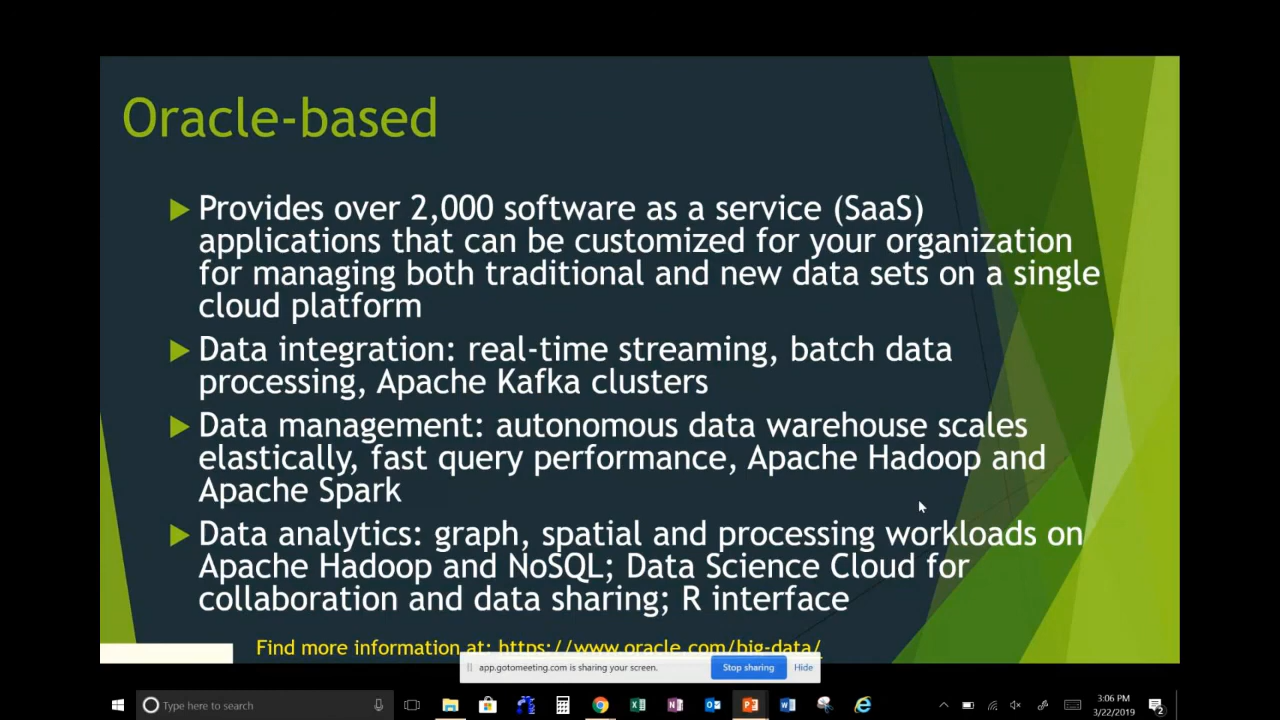 Oracle-based
Provides over 2,000 software as a service (SaaS)
applications that can be customized for your organization
for managing both traditional and new data sets on a single
cloud platform
Data integration: real-time streaming, batch data
processing, Apache Kafka clusters
Data management: autonomous data warehouse scales
elastically, fast query performance, Apache Hadoop and
Apache Spark
Data analytics: graph, spatial and processing workloads on
Apache Hadoop and NoSQL; Data Science Cloud for
collaboration and data sharing; R interface
Find more information at: https://www.oracle.com/big-data/
app.gotomeeting.com is sharing your screen. Stop sharing Hide
Type here to search
3:06 PM
3/22/2019
2